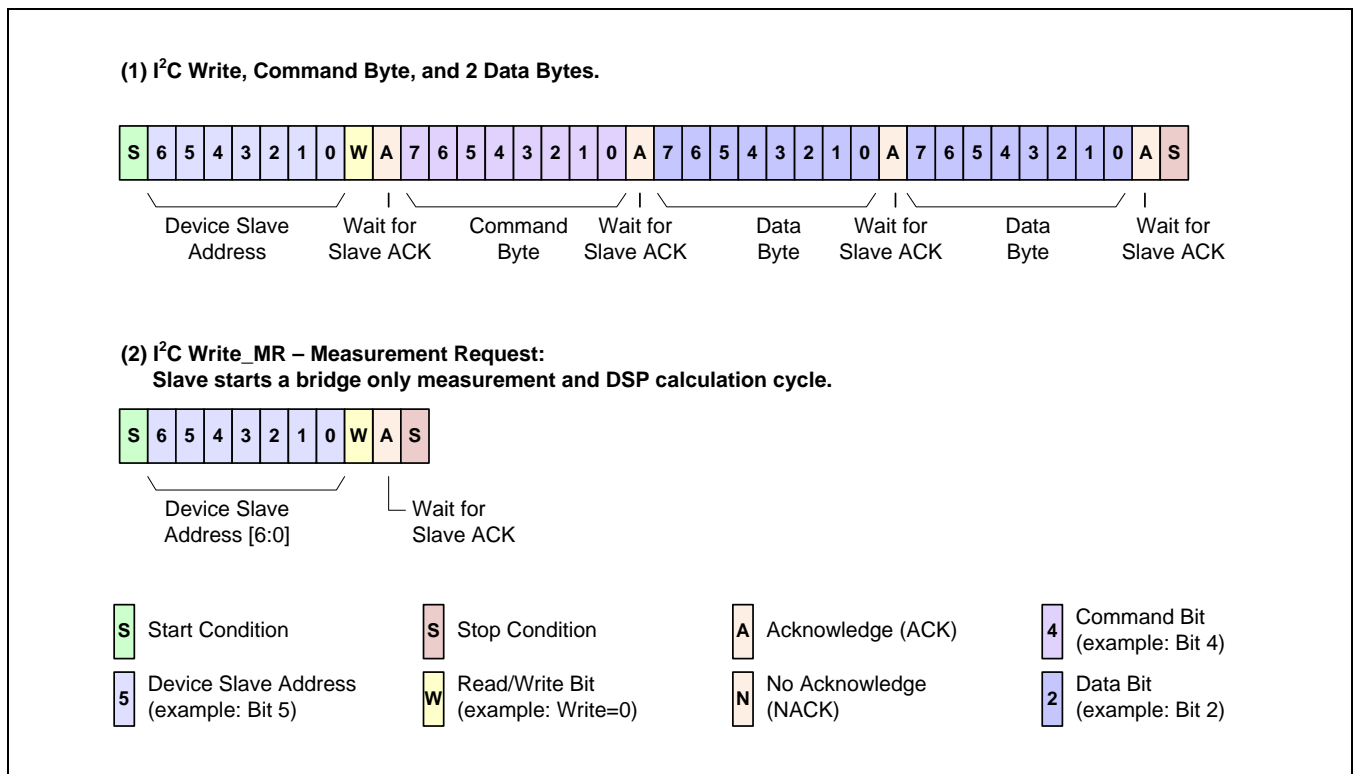 (1) I2C Write, Command Byte, and 2 Data Bytes.
S 6 5 4 3 2 1 0 W A 7 6 5 4 3 2 1 0 A 7 6 5 4 3 2 1 0 A 7 6 5 4 3 2 1 0 A S
Device Slave Address
Wait for Slave ACK
Command Byte
Wait for Slave ACK
Data Byte
Wait for Slave ACK
Data Byte
Wait for Slave ACK
(2) I2C Write_MR – Measurement Request:
Slave starts a bridge only measurement and DSP calculation cycle.
S 6 5 4 3 2 1 0 W A S
Device Slave
Address [6:0]
Wait for
Slave ACK
S Start Condition
S Stop Condition
A Acknowledge (ACK)
4 Command Bit
(example: Bit 4)
5 Device Slave Address
(example: Bit 5)
W Read/Write Bit
(example: Write=0)
N No Acknowledge
(NACK)
2 Data Bit
(example: Bit 2)